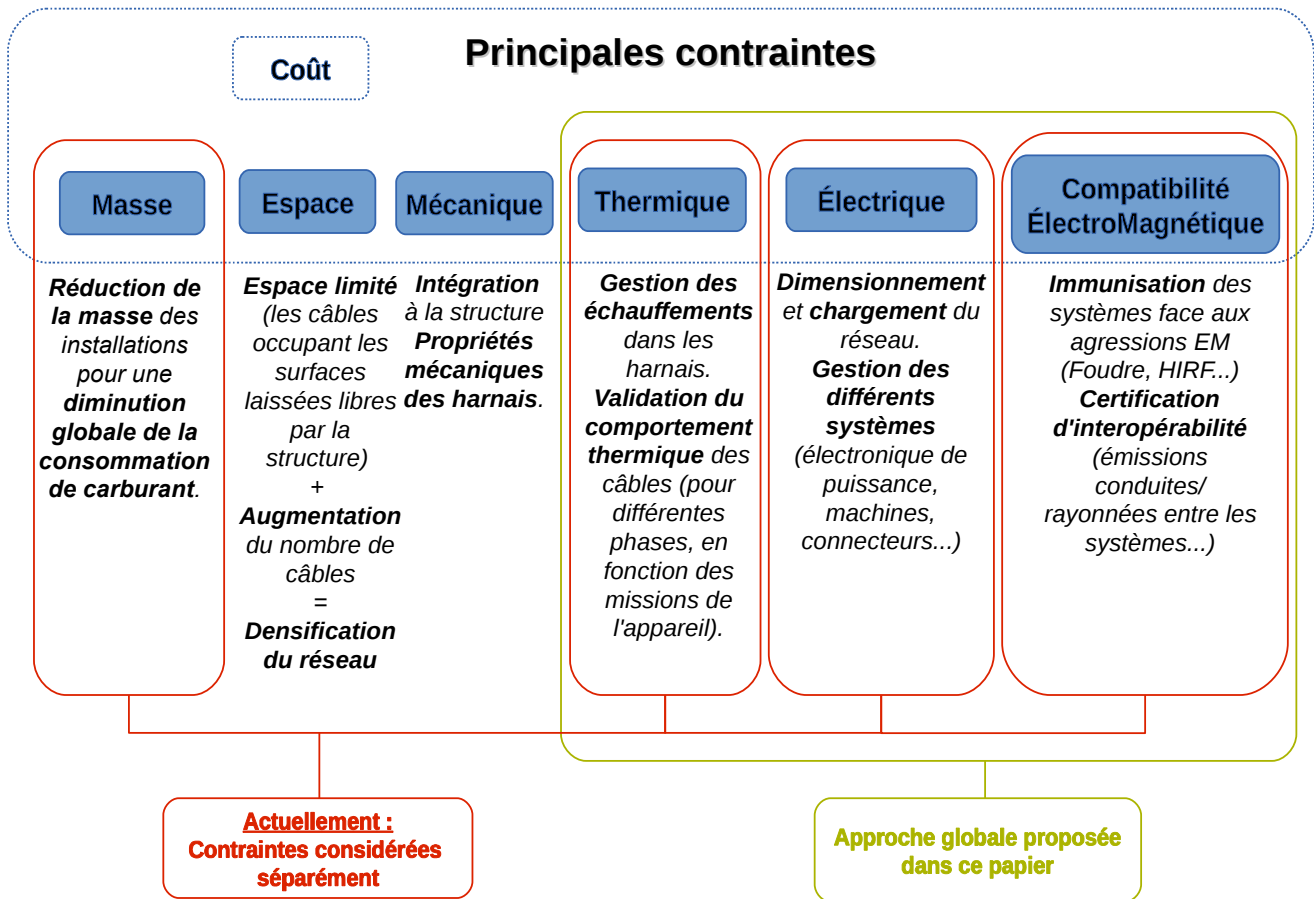 Principales contraintes
Coût
Masse
Réduction de
la masse des
installations
pour une
diminution
globale de la
consommation
de carburant.
Espace
Espace limité
(les câbles
occupant les
surfaces
laissées libres
par la
structure)
+
Augmentation
du nombre de
câbles
=
Densification
du réseau
Mécanique
Intégration
à la structure
Propriétés
mécaniques
des harnais.
Thermique
Gestion des
échauffements
dans les
harnais.
Validation du
comportement
thermique des
câbles (pour
différentes
phases, en
fonction des
missions de
l'appareil).
Électrique
Dimensionnement
et chargement du
réseau.
Gestion des
différents
systèmes
(électronique de
puissance,
machines,
connecteurs...)
Compatibilité
ÉlectroMagnétique
Immunisation des
systèmes face aux
agressions EM
(Foudre, HIRF...)
Certification
d'interopérabilité
(émissions
conduites/
rayonnées entre les
systèmes...)
Actuellement :
Contraintes considérées
séparément
Approche globale proposée
dans ce papier